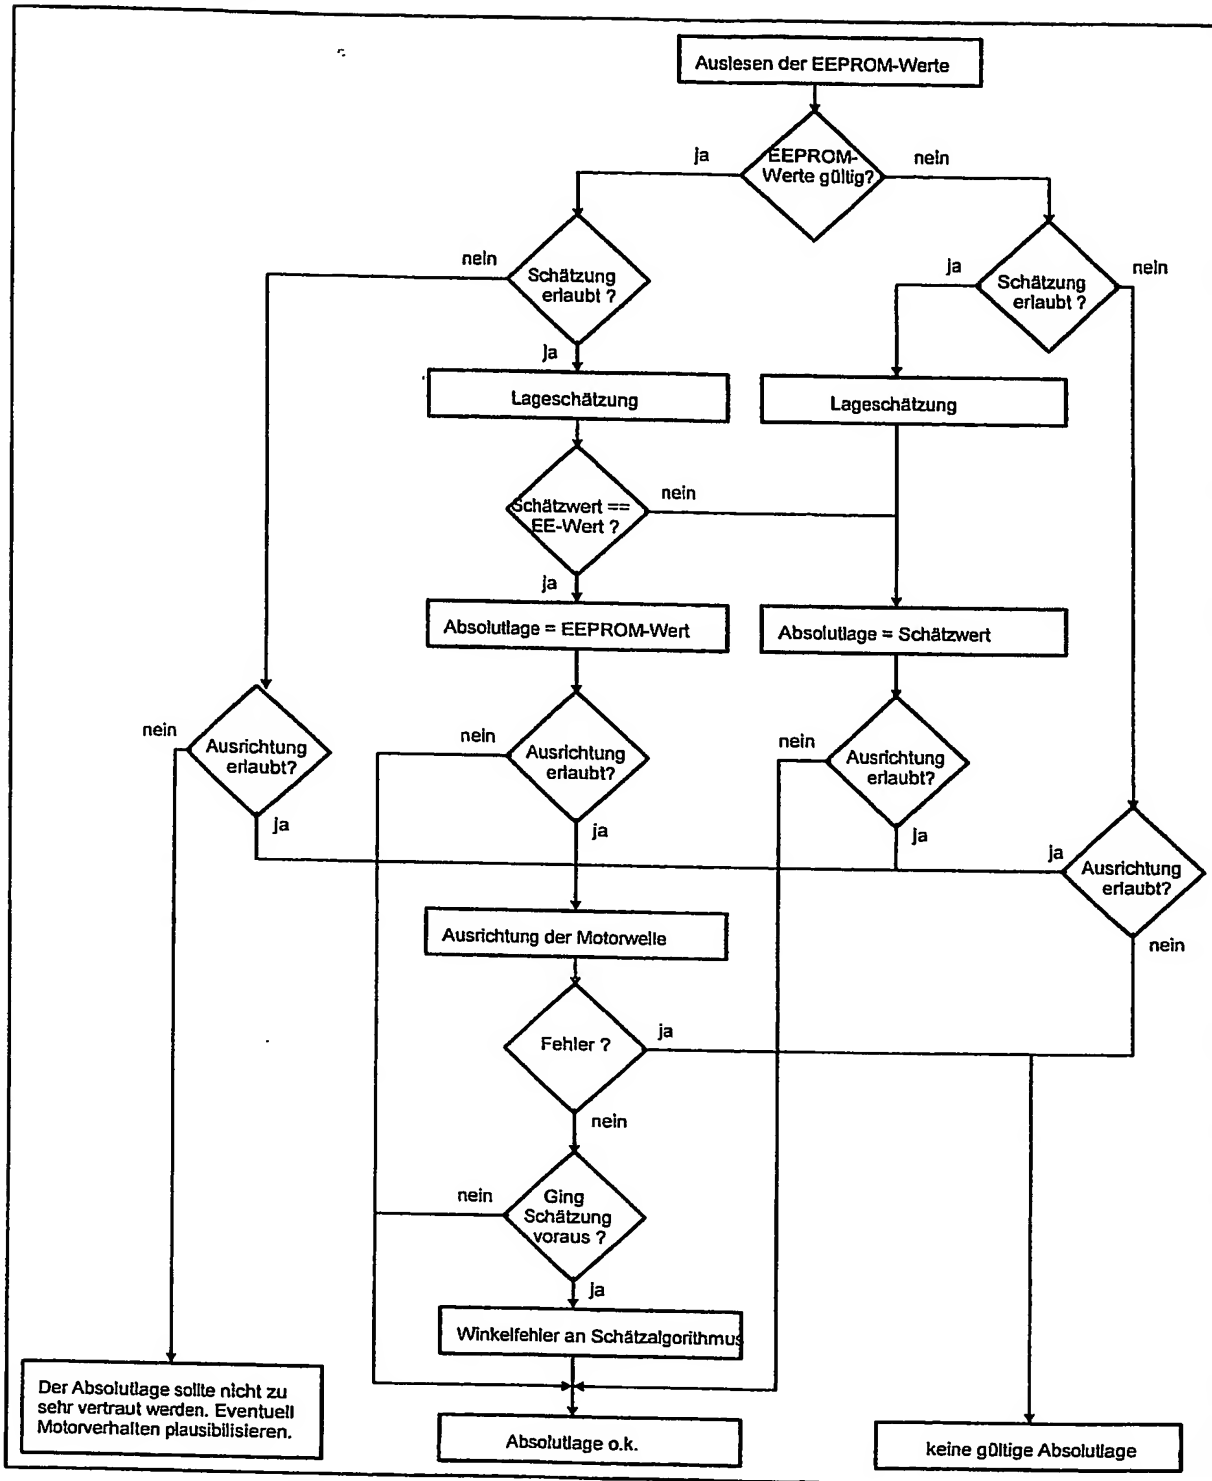 Auslesen der EEPROM-Werte
ja
EEPROM-
Werte gültig?
nein
nein
Schätzung
erlaubt ?
ja
Schätzung
erlaubt ?
nein
ja
Lageschätzung
Lageschätzung
Schätzwert ==
EE-Wert ?
nein
ja
Absolutlage = EEPROM-Wert
Absolutlage = Schätzwert
nein
Ausrichtung
erlaubt?
nein
Ausrichtung
erlaubt?
nein
Ausrichtung
erlaubt?
ja
ja
ja
ja
Ausrichtung
erlaubt?
Ausrichtung der Motorwelle
nein
Fehler ?
ja
nein
nein
Ging
Schätzung
voraus ?
ja
Winkelfehler an Schätzalgorithmus
Der Absolutlage sollte nicht zu
sehr vertraut werden. Eventuell
Motorverhalten plausibilisieren.
Absolutlage o.k.
keine gültige Absolutlage